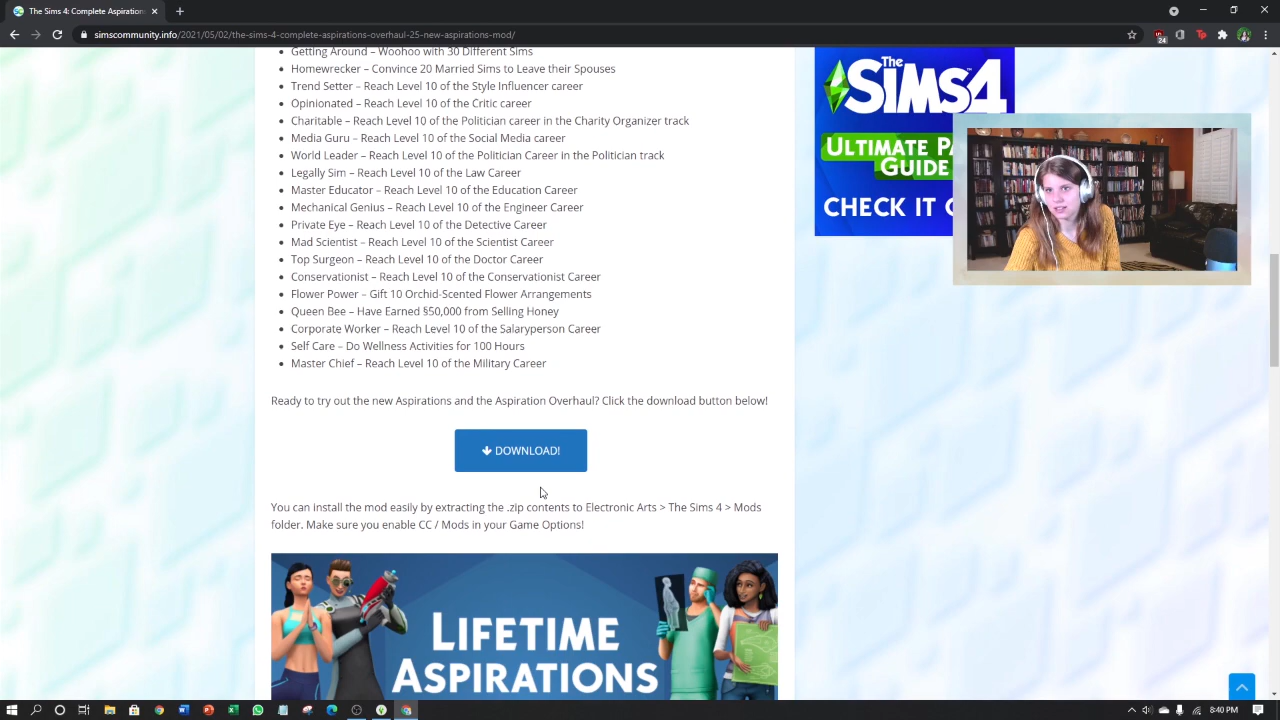 The Sims 4: Complete Aspirations
simscommunity.info/2021/05/02/the-sims-4-complete-aspirations-overhaul-25-new-aspirations-mod/
24
Getting Around – Woohoo with 30 Different Sims
Homewrecker – Convince 20 Married Sims to Leave their Spouses
Trend Setter – Reach Level 10 of the Style Influencer career
Opinionated – Reach Level 10 of the Critic career
Charitable – Reach Level 10 of the Politician career in the Charity Organizer track
Media Guru – Reach Level 10 of the Social Media career
World Leader – Reach Level 10 of the Politician Career in the Politician track
Legally Sim – Reach Level 10 of the Law Career
Master Educator – Reach Level 10 of the Education Career
Mechanical Genius – Reach Level 10 of the Engineer Career
Private Eye – Reach Level 10 of the Detective Career
Mad Scientist – Reach Level 10 of the Scientist Career
Top Surgeon – Reach Level 10 of the Doctor Career
Conservationist – Reach Level 10 of the Conservationist Career
Flower Power – Gift 10 Orchid-Scented Flower Arrangements
Queen Bee – Have Earned §50,000 from Selling Honey
Corporate Worker – Reach Level 10 of the Salaryperson Career
Self Care – Do Wellness Activities for 100 Hours
Master Chief – Reach Level 10 of the Military Career
Ready to try out the new Aspirations and the Aspiration Overhaul? Click the download button below!
DOWNLOAD!
You can install the mod easily by extracting the .zip contents to Electronic Arts > The Sims 4 > Mods
folder. Make sure you enable CC / Mods in your Game Options!
LIFETIME
ASPIRATIONS
The
SIMS4
ULTIMATE PA
GUIDE
CHECK IT
8:40 PM